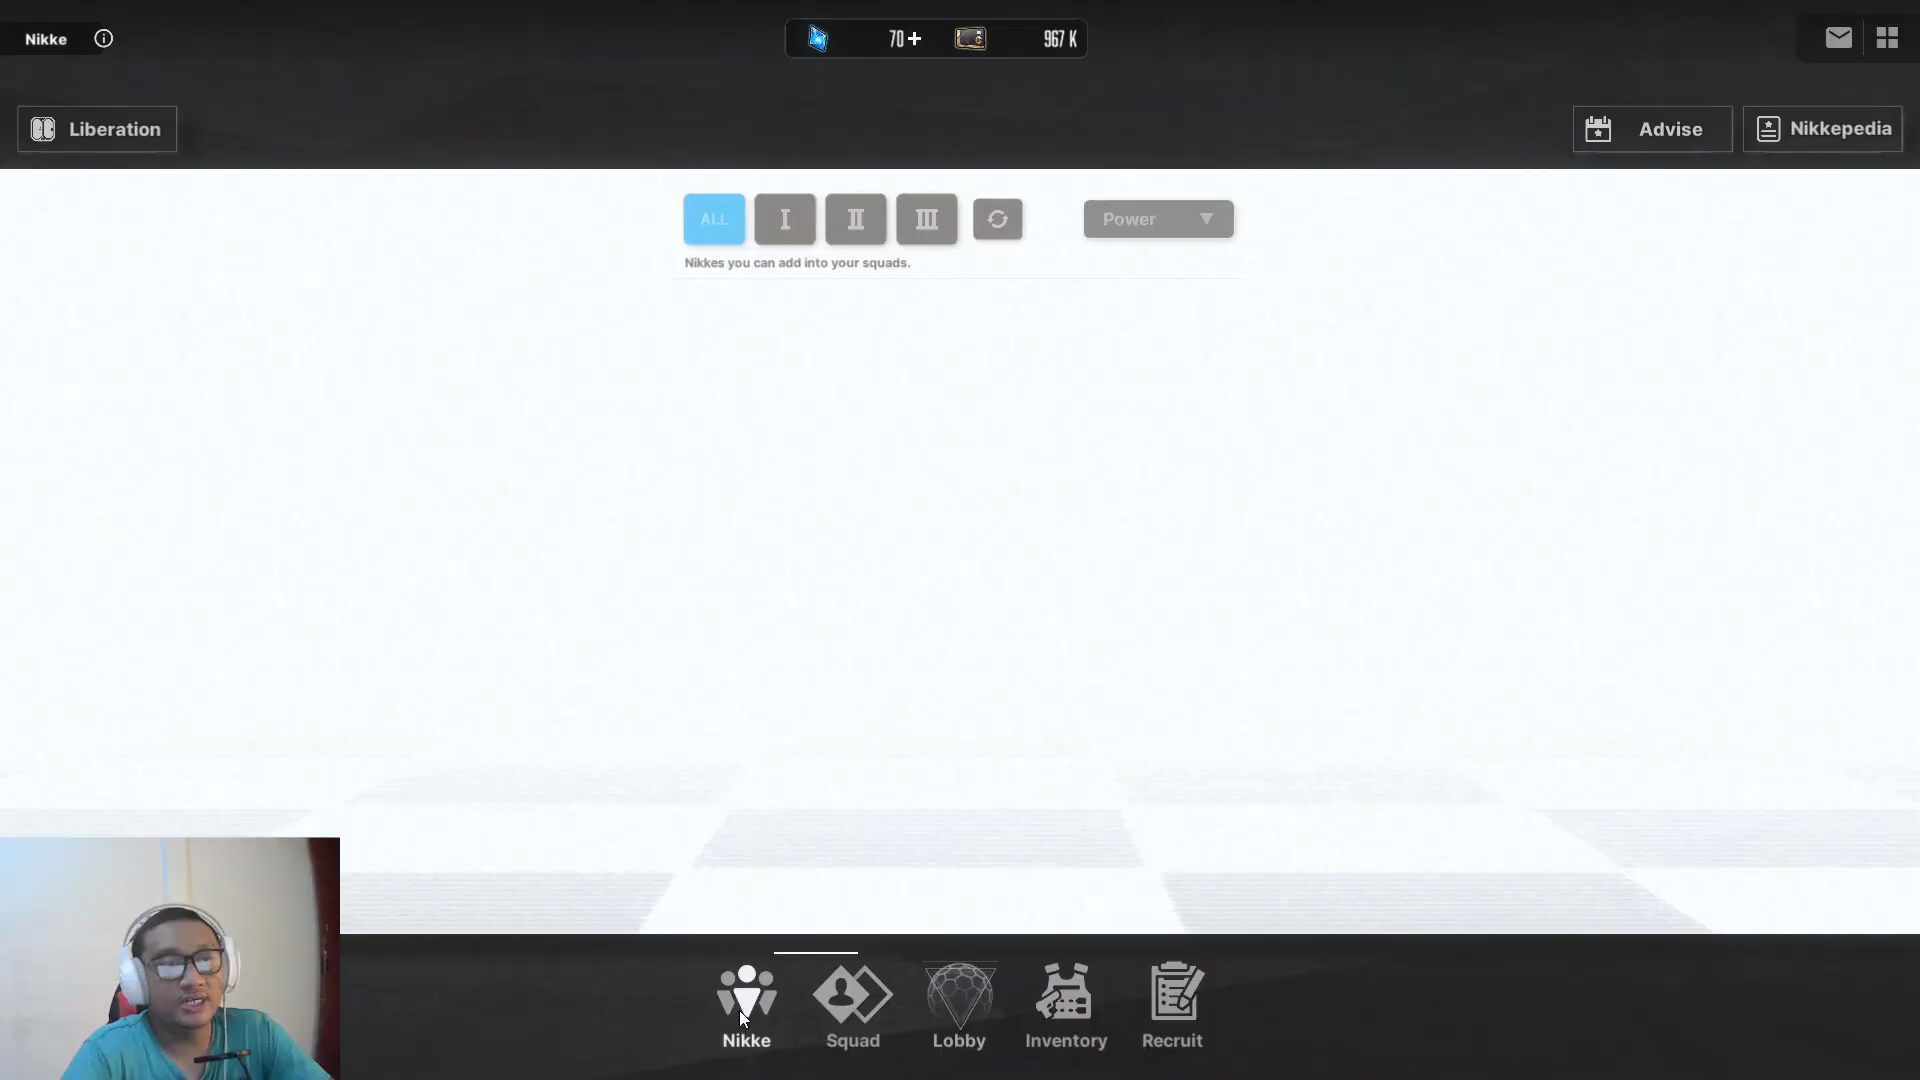 Nikke
70+
967 K
Liberation
Advise
Nikkepedia
ALL
I
II
III
Power
Nikkes you can add into your squads.
Nikke
Squad
Lobby
Inventory
Recruit